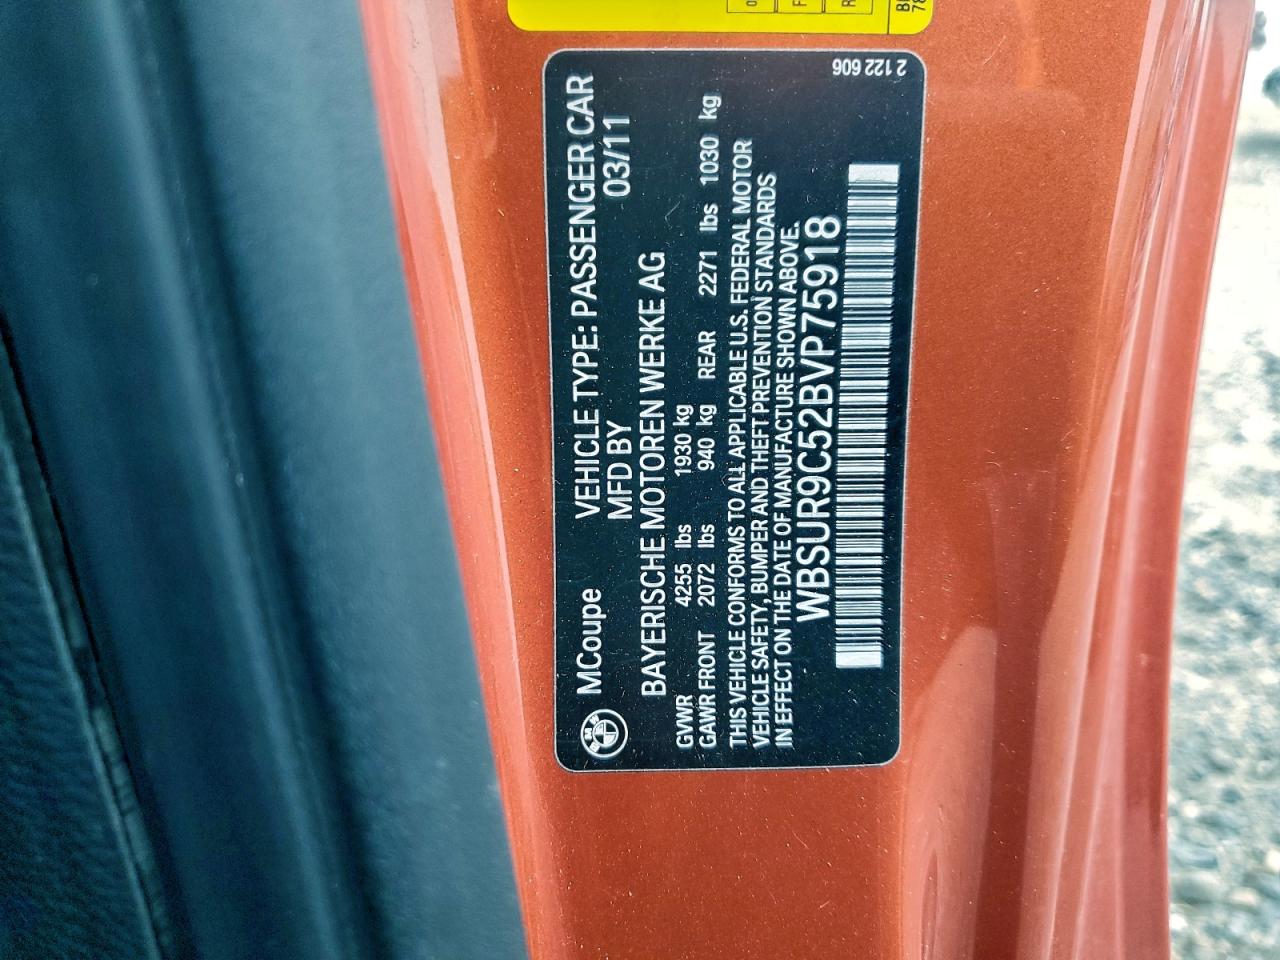 MCoupe VEHICLE TYPE: PASSENGER CAR
MFD BY 03/11
BAYERISCHE MOTOREN WERKE AG
GVWR 4255 lbs 1930 kg
GAWR FRONT 2072 lbs 940 kg REAR 2271 lbs 1030 kg
THIS VEHICLE CONFORMS TO ALL APPLICABLE U.S. FEDERAL MOTOR
VEHICLE SAFETY, BUMPER AND THEFT PREVENTION STANDARDS
IN EFFECT ON THE DATE OF MANUFACTURE SHOWN ABOVE.
WBSUR9C52BVP75918
2 122 606